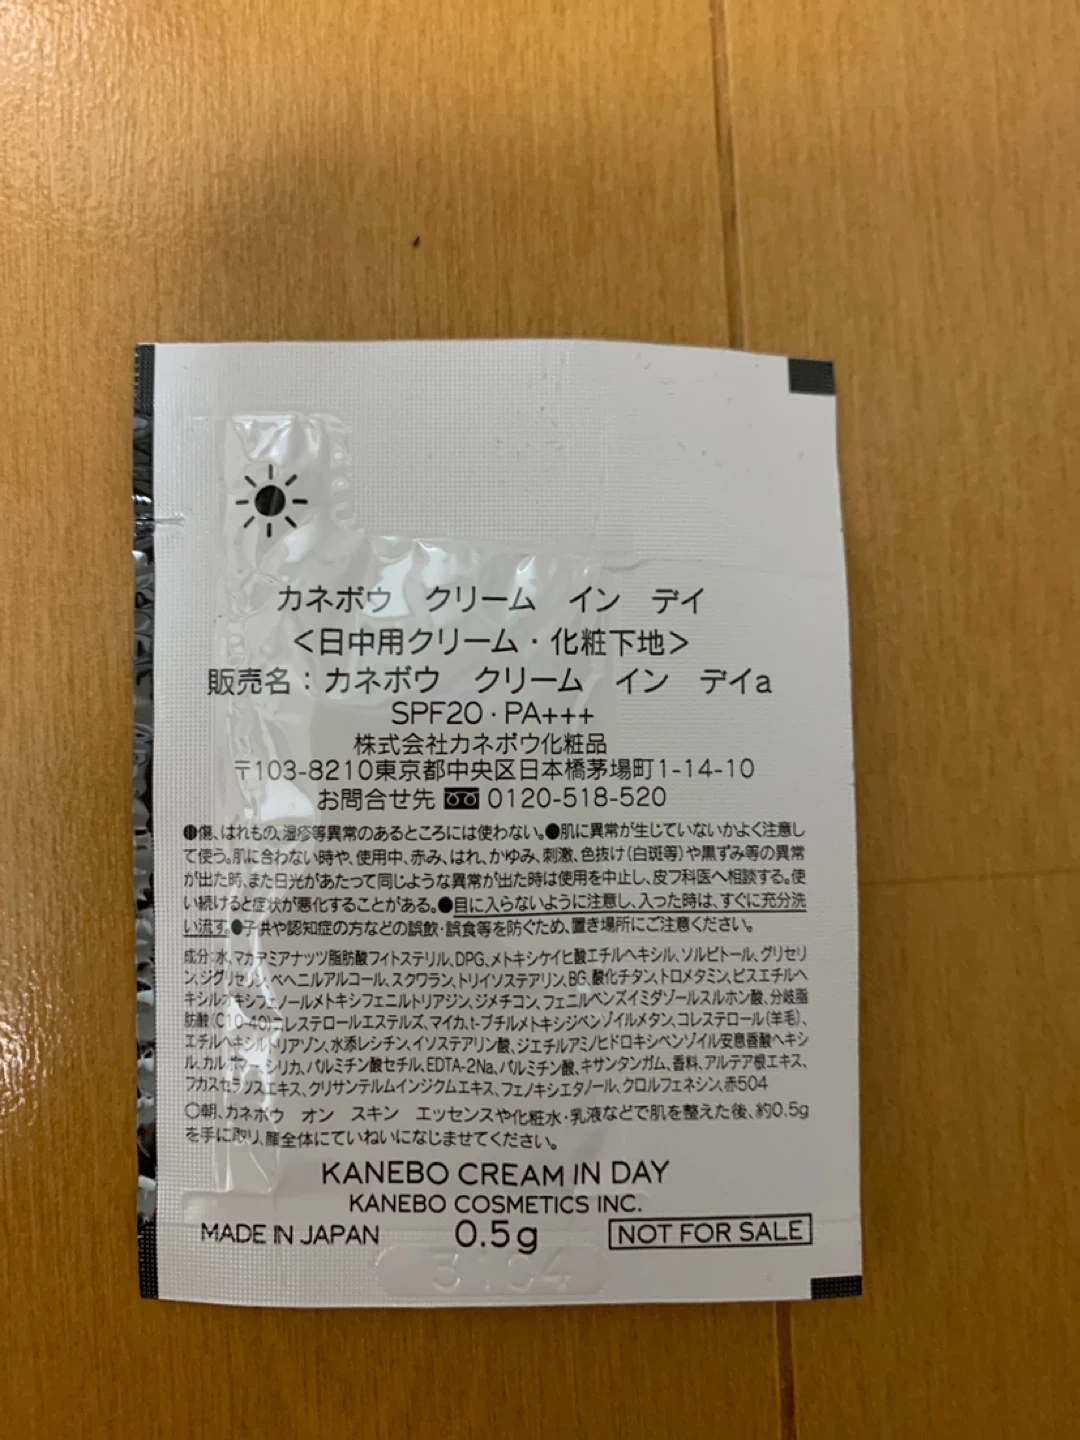 カネボウ　クリーム　イン　デイ
＜日中用クリーム・化粧下地＞
販売名：カネボウ　クリーム　イン　デイa
SPF20・PA+++
株式会社カネボウ化粧品
〒103-8210東京都中央区日本橋茅場町1-14-10
お問合せ先 0120-518-520
●傷、はれもの、湿疹等異常のあるところには使わない。●肌に異常が生じていないかよく注意し
て使う。肌に合わない時や、使用中、赤み、はれ、かゆみ、刺激、色抜け(白斑等)や黒ずみ等の異常
が出た時、また日光があたって同じような異常が出た時は使用を中止し、皮フ科医へ相談する。使
い続けると症状が悪化することがある。●目に入らないように注意し、入った時は、すぐに充分洗
い流す。●子供や認知症の方などの誤飲・誤食等を防ぐため、置き場所にご注意ください。
成分：水、マカデミアナッツ脂肪酸フィトステリル、DPG、メトキシケイヒ酸エチルヘキシル、ソルビトール、グリセリ
ン、ジグリセリン、ベヘニルアルコール、スクワラン、トリイソステアリン、BG、酸化チタン、トロメタミン、ビスエチルヘ
キシルオキシフェノールメトキシフェニルトリアジン、ジメチコン、フェニルベンズイミダゾールスルホン酸、分岐脂
肪酸(C10-40)コレステロールエステルズ、マイカ、t-ブチルメトキシジベンゾイルメタン、コレステロール(羊毛)、
エチルヘキシルトリアゾン、水添レシチン、イソステアリン酸、ジエチルアミノヒドロキシベンゾイル安息香酸ヘキシ
ル、カルボマー、シリカ、パルミチン酸セチル、EDTA-2Na、パルミチン酸、キサンタンガム、香料、アルテア根エキス、
フカスセラツスエキス、クリサンテルムインジクムエキス、フェノキシエタノール、クロルフェネシン、赤504
○朝、カネボウ　オン　スキン　エッセンスや化粧水・乳液などで肌を整えた後、約0.5g
を手に取り、顔全体にていねいになじませてください。
KANEBO CREAM IN DAY
KANEBO COSMETICS INC.
MADE IN JAPAN 0.5g NOT FOR SALE